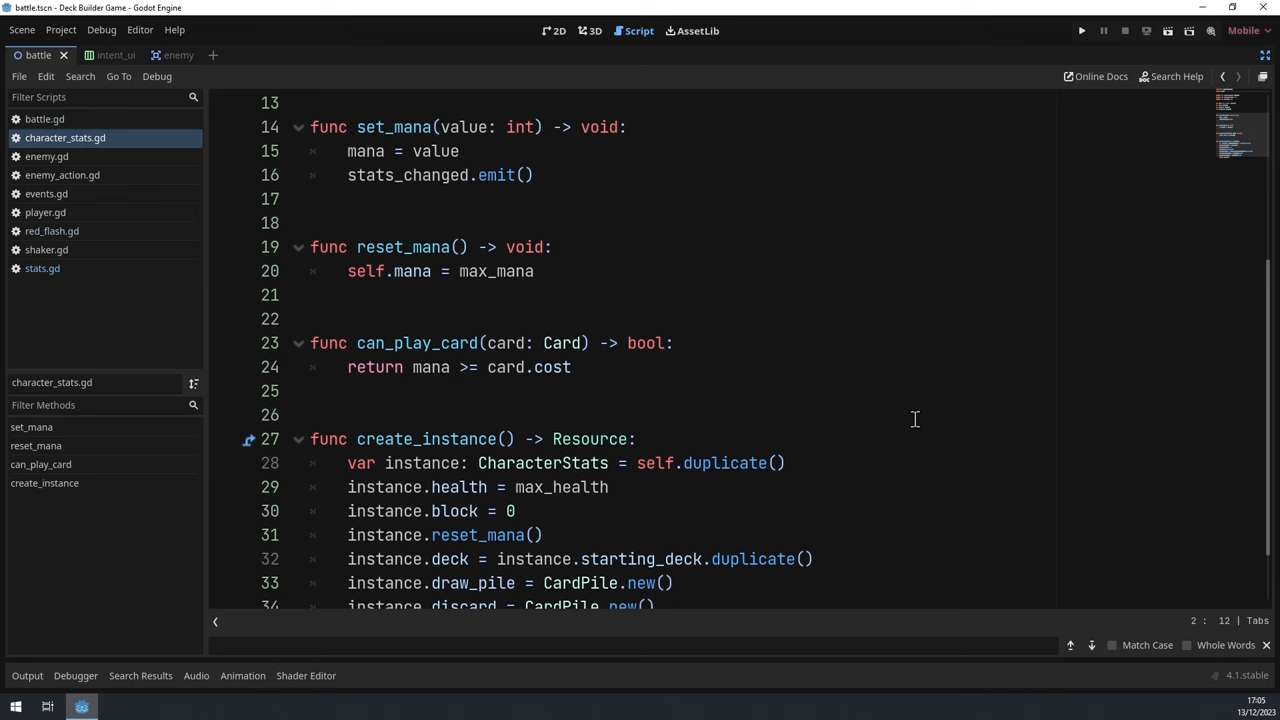 battle.tscn - Deck Builder Game - Godot Engine
Scene Project Debug Editor Help
2D 3D Script AssetLib
Mobile
battle intent_ui enemy
File Edit Search Go To Debug
Online Docs Search Help
Filter Scripts
battle.gd
character_stats.gd
enemy.gd
enemy_action.gd
events.gd
player.gd
red_flash.gd
shaker.gd
stats.gd
character_stats.gd
Filter Methods
set_mana
reset_mana
can_play_card
create_instance
13
14 func set_mana(value: int) -> void:
15 mana = value
16 stats_changed.emit()
17
18
19 func reset_mana() -> void:
20 self.mana = max_mana
21
22
23 func can_play_card(card: Card) -> bool:
24 return mana >= card.cost
25
26
27 func create_instance() -> Resource:
28 var instance: CharacterStats = self.duplicate()
29 instance.health = max_health
30 instance.block = 0
31 instance.reset_mana()
32 instance.deck = instance.starting_deck.duplicate()
33 instance.draw_pile = CardPile.new()
34 instance.discard = CardPile.new()
2 : 12 | Tabs
Match Case Whole Words
Output Debugger Search Results Audio Animation Shader Editor
4.1.stable
17:05
13/12/2023